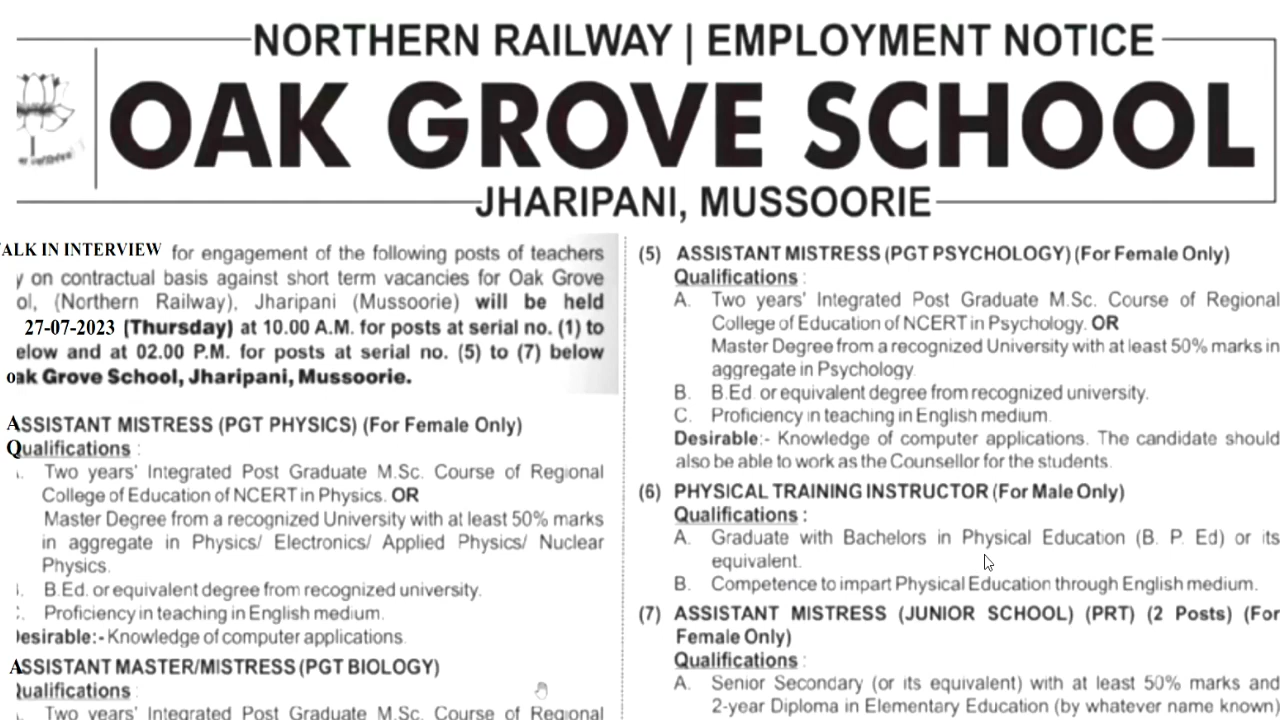 NORTHERN RAILWAY | EMPLOYMENT NOTICE
OAK GROVE SCHOOL
JHARIPANI, MUSSOORIE
ALK IN INTERVIEW for engagement of the following posts of teachers
y on contractual basis against short term vacancies for Oak Grove
ol, (Northern Railway), Jharipani (Mussoorie) will be held
27-07-2023 (Thursday) at 10.00 A.M. for posts at serial no. (1) to
elow and at 02.00 P.M. for posts at serial no. (5) to (7) below
oak Grove School, Jharipani, Mussoorie.
ASSISTANT MISTRESS (PGT PHYSICS) (For Female Only)
Qualifications :
Two years' Integrated Post Graduate M.Sc. Course of Regional
College of Education of NCERT in Physics. OR
Master Degree from a recognized University with at least 50% marks
in aggregate in Physics/ Electronics/ Applied Physics/ Nuclear
Physics.
B.Ed. or equivalent degree from recognized university.
Proficiency in teaching in English medium.
esirable:- Knowledge of computer applications.
ASSISTANT MASTER/MISTRESS (PGT BIOLOGY)
ualifications :
Two years' Integrated Post Graduate M.Sc. Course of Regional
(5) ASSISTANT MISTRESS (PGT PSYCHOLOGY) (For Female Only)
Qualifications :
A. Two years' Integrated Post Graduate M.Sc. Course of Regional
College of Education of NCERT in Psychology. OR
Master Degree from a recognized University with at least 50% marks in
aggregate in Psychology.
B. B.Ed. or equivalent degree from recognized university.
C. Proficiency in teaching in English medium.
Desirable:- Knowledge of computer applications. The candidate should
also be able to work as the Counsellor for the students.
(6) PHYSICAL TRAINING INSTRUCTOR (For Male Only)
Qualifications :
A. Graduate with Bachelors in Physical Education (B. P. Ed) or its
equivalent.
B. Competence to impart Physical Education through English medium.
(7) ASSISTANT MISTRESS (JUNIOR SCHOOL) (PRT) (2 Posts) (For
Female Only)
Qualifications :
A. Senior Secondary (or its equivalent) with at least 50% marks and
2-year Diploma in Elementary Education (by whatever name known)